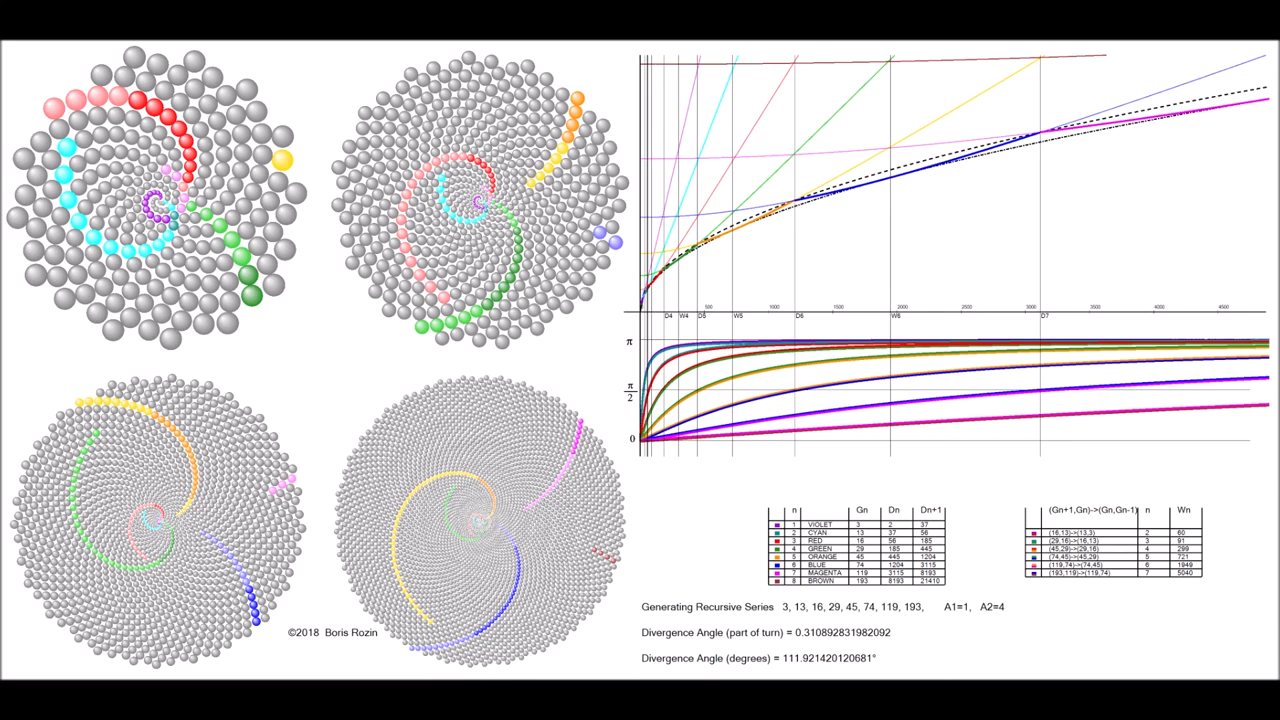 π
π
2
0
500
1000
1500
2000
2500
3000
3500
4000
4500
D4 W4 D5 W5 D6 W6 D7
n Gn Dn Dn+1
1 VIOLET 3 2 37
2 CYAN 13 37 56
3 RED 16 56 185
4 GREEN 29 185 445
5 ORANGE 45 445 1204
6 BLUE 74 1204 3115
7 MAGENTA 119 3115 8193
8 BROWN 193 8193 21410
(Gn+1,Gn)->(Gn,Gn-1) n Wn
(16,13)->(13,3) 2 60
(29,16)->(16,13) 3 91
(45,29)->(29,16) 4 299
(74,45)->(45,29) 5 721
(119,74)->(74,45) 6 1949
(193,119)->(119,74) 7 5040
Generating Recursive Series 3, 13, 16, 29, 45, 74, 119, 193, A1=1, A2=4
©2018 Boris Rozin
Divergence Angle (part of turn) = 0.310892831982092
Divergence Angle (degrees) = 111.921420120681°